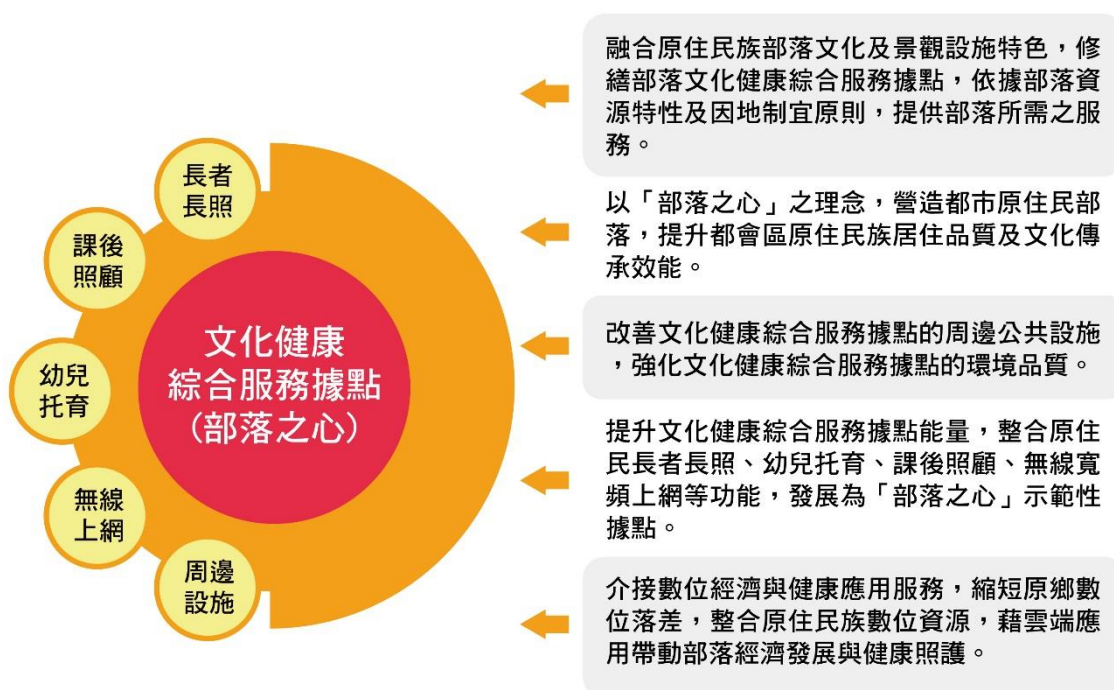 長者
長照
課後
照顧
幼兒
托育
無線
上網
周邊
設施
文化健康
綜合服務據點
(部落之心)
融合原住民族部落文化及景觀設施特色，修
繕部落文化健康綜合服務據點，依據部落資
源特性及因地制宜原則，提供部落所需之服
務。
以「部落之心」之理念，營造都市原住民部
落，提升都會區原住民族居住品質及文化傳
承效能。
改善文化健康綜合服務據點的周邊公共設施
，強化文化健康綜合服務據點的環境品質。
提升文化健康綜合服務據點能量，整合原住
民長者長照、幼兒托育、課後照顧、無線寬
頻上網等功能，發展為「部落之心」示範性
據點。
介接數位經濟與健康應用服務，縮短原鄉數
位落差，整合原住民族數位資源，藉雲端應
用帶動部落經濟發展與健康照護。